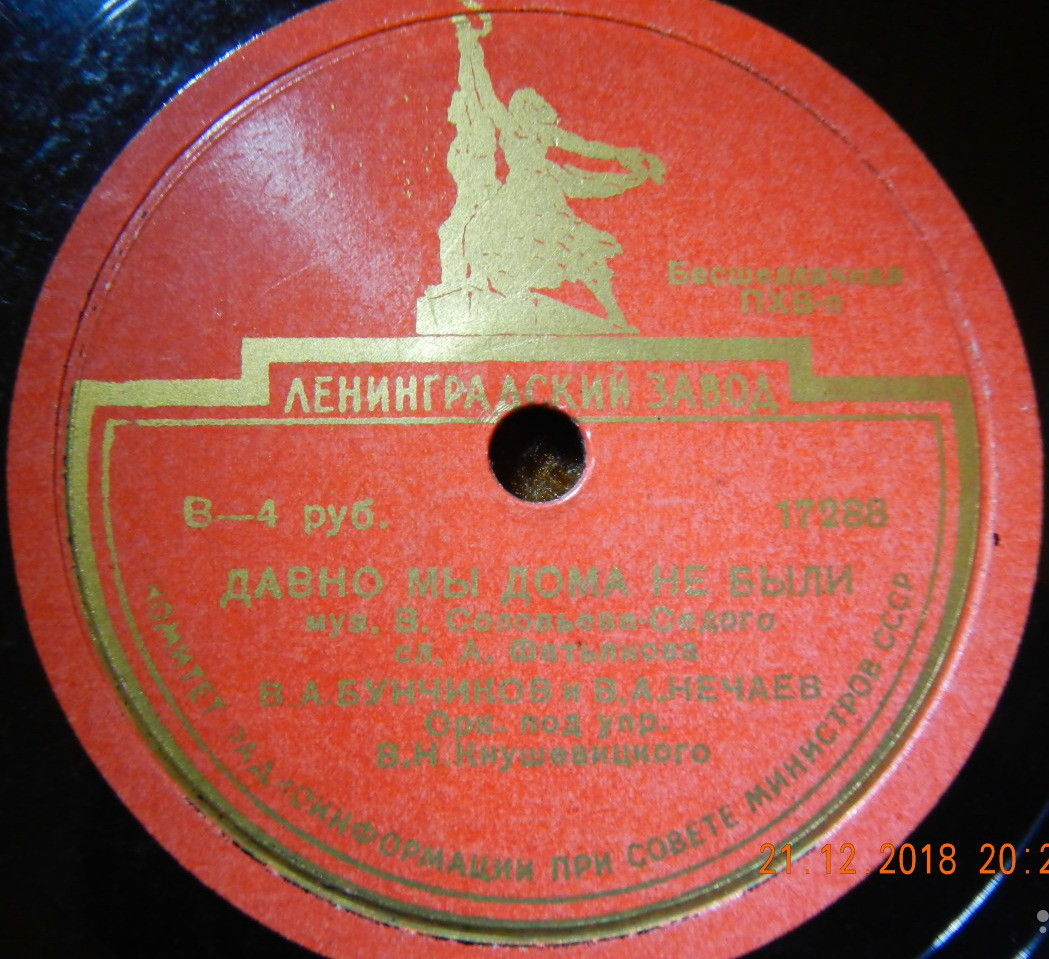 Бесшеллачная
ПХВ-п
ЛЕНИНГРАДСКИЙ ЗАВОД
В—4 руб.
17288
ДАВНО МЫ ДОМА НЕ БЫЛИ
муз. В. Соловьева-Седого
сл. А. Фатьянова
В.А.БУНЧИКОВ и В.А.НЕЧАЕВ
Орк. под упр.
В.Н.Кнушевицкого
КОМИТЕТ РАДИОИНФОРМАЦИИ ПРИ СОВЕТЕ МИНИСТРОВ СССР
21.12.2018 20:2